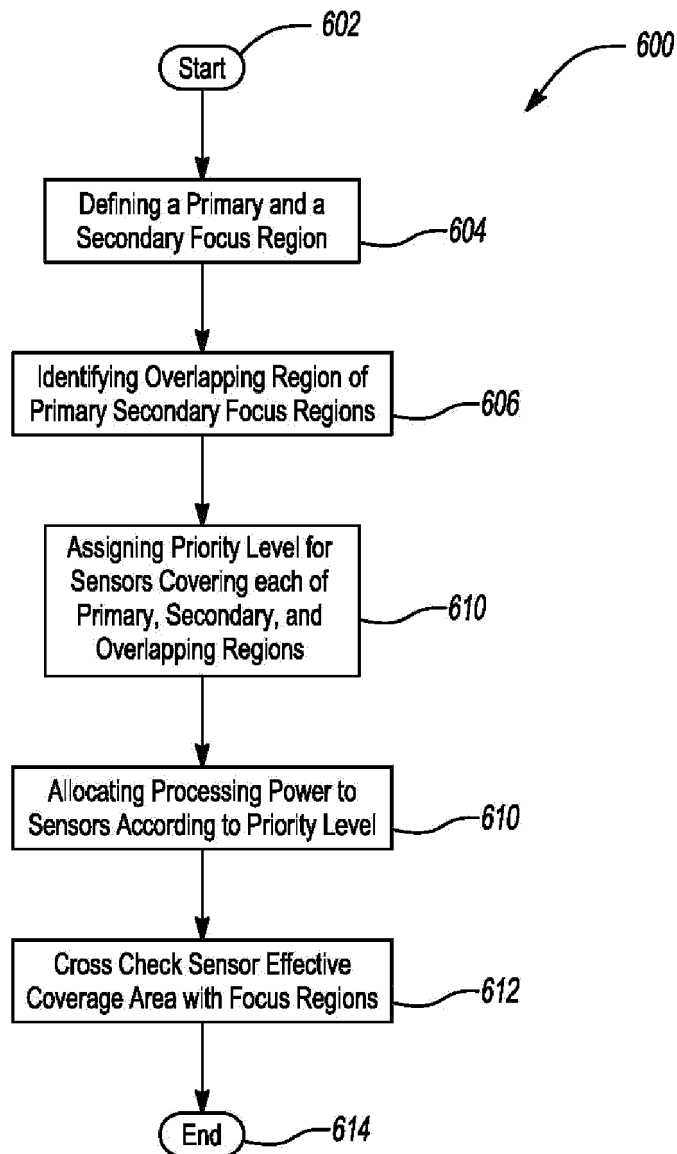 602
Start
600
Defining a Primary and a
Secondary Focus Region
604
Identifying Overlapping Region of
Primary Secondary Focus Regions
606
Assigning Priority Level for
Sensors Covering each of
Primary, Secondary, and
Overlapping Regions
610
Allocating Processing Power to
Sensors According to Priority Level
610
Cross Check Sensor Effective
Coverage Area with Focus Regions
612
End
614